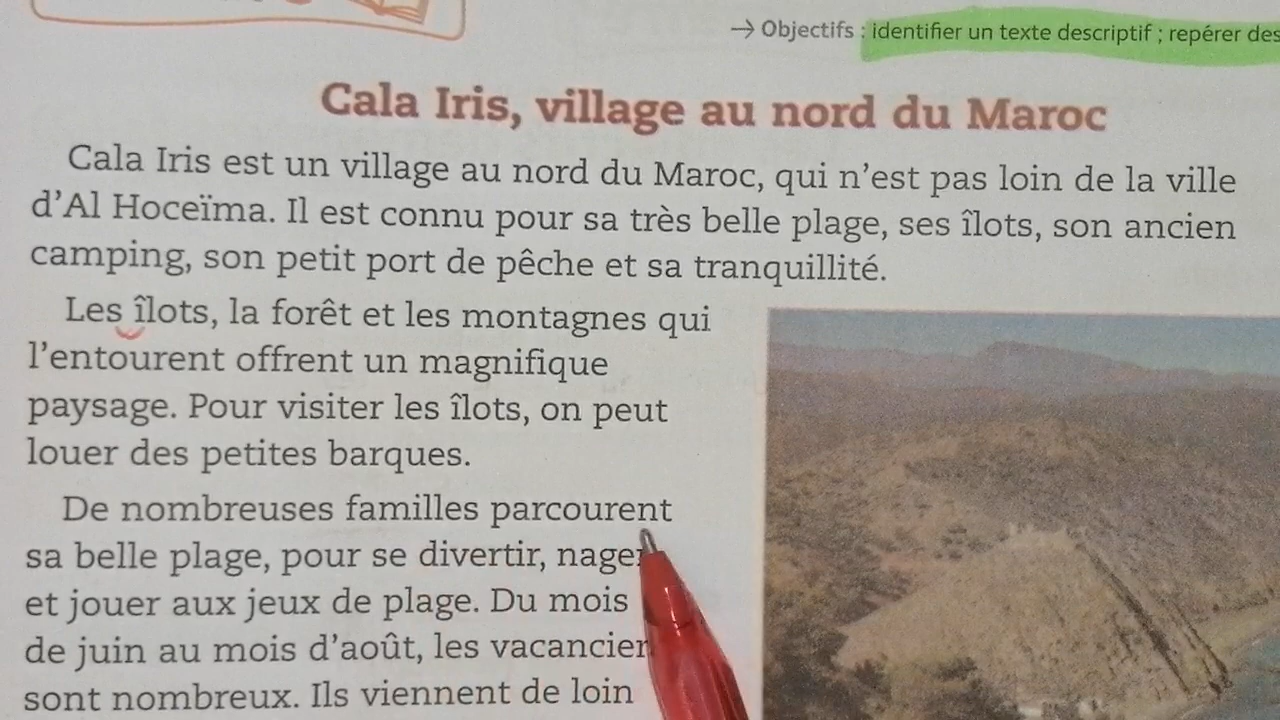 → Objectifs : identifier un texte descriptif ; repérer des
Cala Iris, village au nord du Maroc
Cala Iris est un village au nord du Maroc, qui n'est pas loin de la ville
d'Al Hoceïma. Il est connu pour sa très belle plage, ses îlots, son ancien
camping, son petit port de pêche et sa tranquillité.
Les îlots, la forêt et les montagnes qui
l'entourent offrent un magnifique
paysage. Pour visiter les îlots, on peut
louer des petites barques.
De nombreuses familles parcourent
sa belle plage, pour se divertir, nager
et jouer aux jeux de plage. Du mois
de juin au mois d'août, les vacancier
sont nombreux. Ils viennent de loin